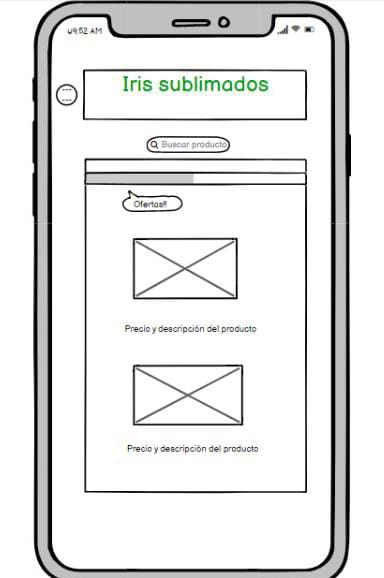 09:52 AM
Iris sublimados
Buscar producto
Ofertas!!
Precio y descripción del producto
Precio y descripción del producto